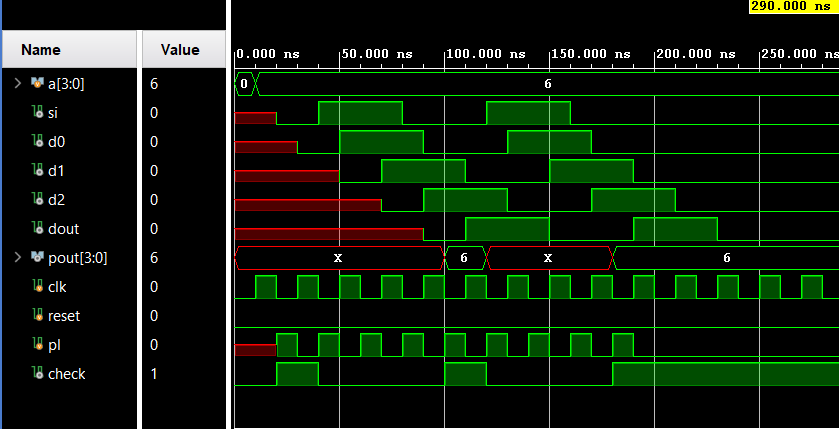 290.000 ns
Name Value
0.000 ns 50.000 ns 100.000 ns 150.000 ns 200.000 ns 250.000 ns
a[3:0] 6 0 6
si 0
d0 0
d1 0
d2 0
dout 0
pout[3:0] 6 X 6 X 6
clk 0
reset 0
pl 0
check 1